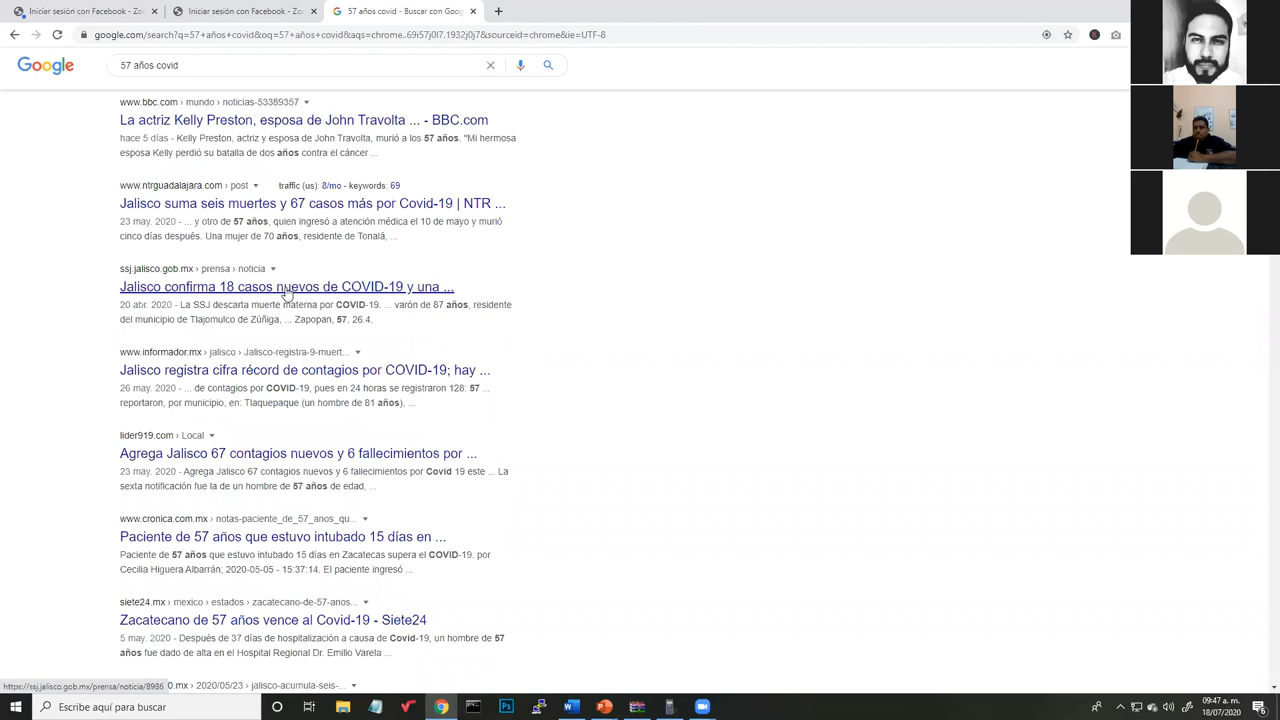 Iniciar sesión con Facebook - Zoo
Iniciar sesión con Facebook - Zoo
57 años covid - Buscar con Goog
google.com/search?q=57+años+covid&oq=57+años+covid&aqs=chrome..69i57j0l7.1932j0j7&sourceid=chrome&ie=UTF-8
Google
57 años covid
www.bbc.com › mundo › noticias-53389357
La actriz Kelly Preston, esposa de John Travolta ... - BBC.com
hace 5 días - Kelly Preston, actriz y esposa de John Travolta, murió a los 57 años. "Mi hermosa
esposa Kelly perdió su batalla de dos años contra el cáncer ...
www.ntrguadalajara.com › post traffic (us): 8/mo - keywords: 69
Jalisco suma seis muertes y 67 casos más por Covid-19 | NTR ...
23 may. 2020 - ... y otro de 57 años, quien ingresó a atención médica el 10 de mayo y murió
cinco días después. Una mujer de 70 años, residente de Tonalá, ...
ssj.jalisco.gob.mx › prensa › noticia
Jalisco confirma 18 casos nuevos de COVID-19 y una ...
20 abr. 2020 - La SSJ descarta muerte materna por COVID-19. ... varón de 87 años, residente
del municipio de Tlajomulco de Zúñiga, ... Zapopan, 57, 26.4.
www.informador.mx › jalisco › Jalisco-registra-9-muert...
Jalisco registra cifra récord de contagios por COVID-19; hay ...
26 may. 2020 - ... de contagios por COVID-19, pues en 24 horas se registraron 128: 57 ...
reportaron, por municipio, en: Tlaquepaque (un hombre de 81 años), ...
lider919.com › Local
Agrega Jalisco 67 contagios nuevos y 6 fallecimientos por ...
23 may. 2020 - Agrega Jalisco 67 contagios nuevos y 6 fallecimientos por Covid 19 este ... La
sexta notificación fue la de un hombre de 57 años de edad, ...
www.cronica.com.mx › notas-paciente_de_57_anos_qu...
Paciente de 57 años que estuvo intubado 15 días en ...
Paciente de 57 años que estuvo intubado 15 días en Zacatecas supera el COVID-19. por
Cecilia Higuera Albarrán; 2020-05-05 - 15:37:14. El paciente ingresó ...
siete24.mx › mexico › estados › zacatecano-de-57-anos...
Zacatecano de 57 años vence al Covid-19 - Siete24
5 may. 2020 - Después de 37 días de hospitalización a causa de Covid-19, un hombre de 57
años fue dado de alta en el Hospital Regional Dr. Emilio Varela ...
https://ssj.jalisco.gob.mx/prensa/noticia/8986 0.mx › 2020/05/23 › jalisco-acumula-seis-...
Escribe aquí para buscar
09:47 a. m.
18/07/2020
6